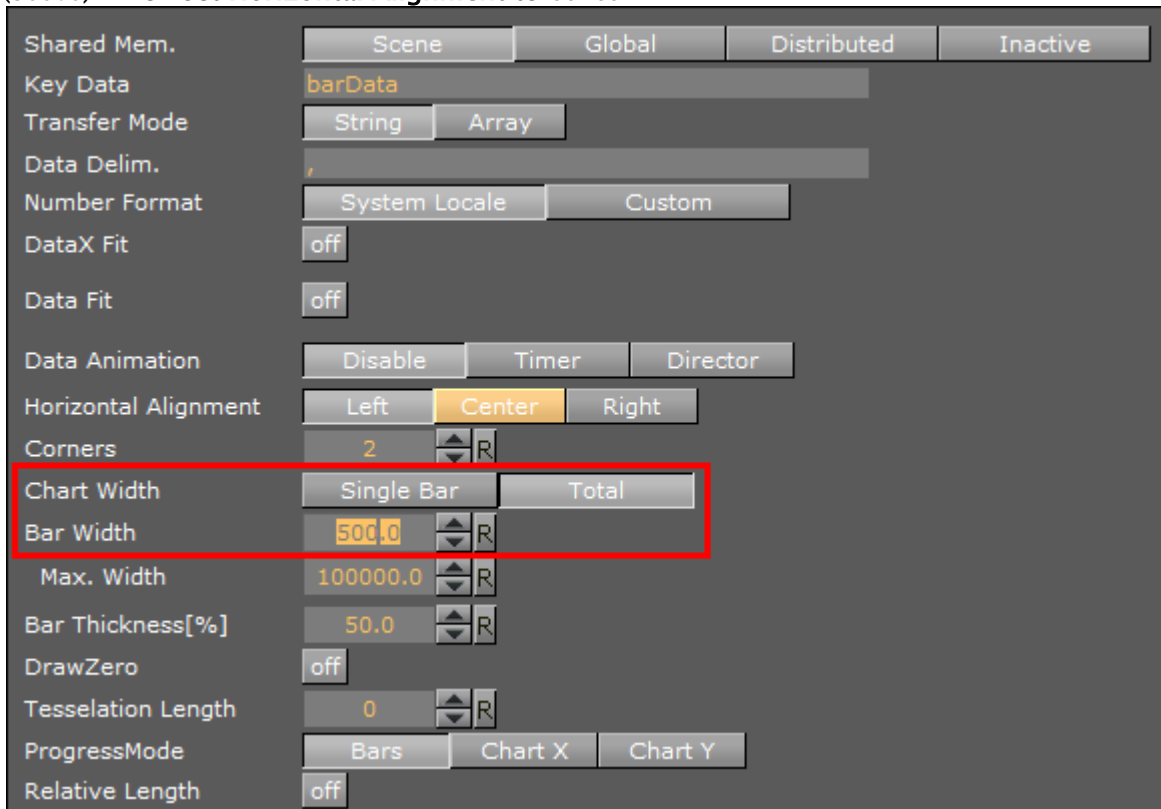 Shared Mem. Scene Global Distributed Inactive
Key Data barData
Transfer Mode String Array
Data Delim. ,
Number Format System Locale Custom
DataX Fit off
Data Fit off
Data Animation Disable Timer Director
Horizontal Alignment Left Center Right
Corners 2 R
Chart Width Single Bar Total
Bar Width 500.0 R
Max. Width 100000.0 R
Bar Thickness[%] 50.0 R
DrawZero off
Tesselation Length 0 R
ProgressMode Bars Chart X Chart Y
Relative Length off